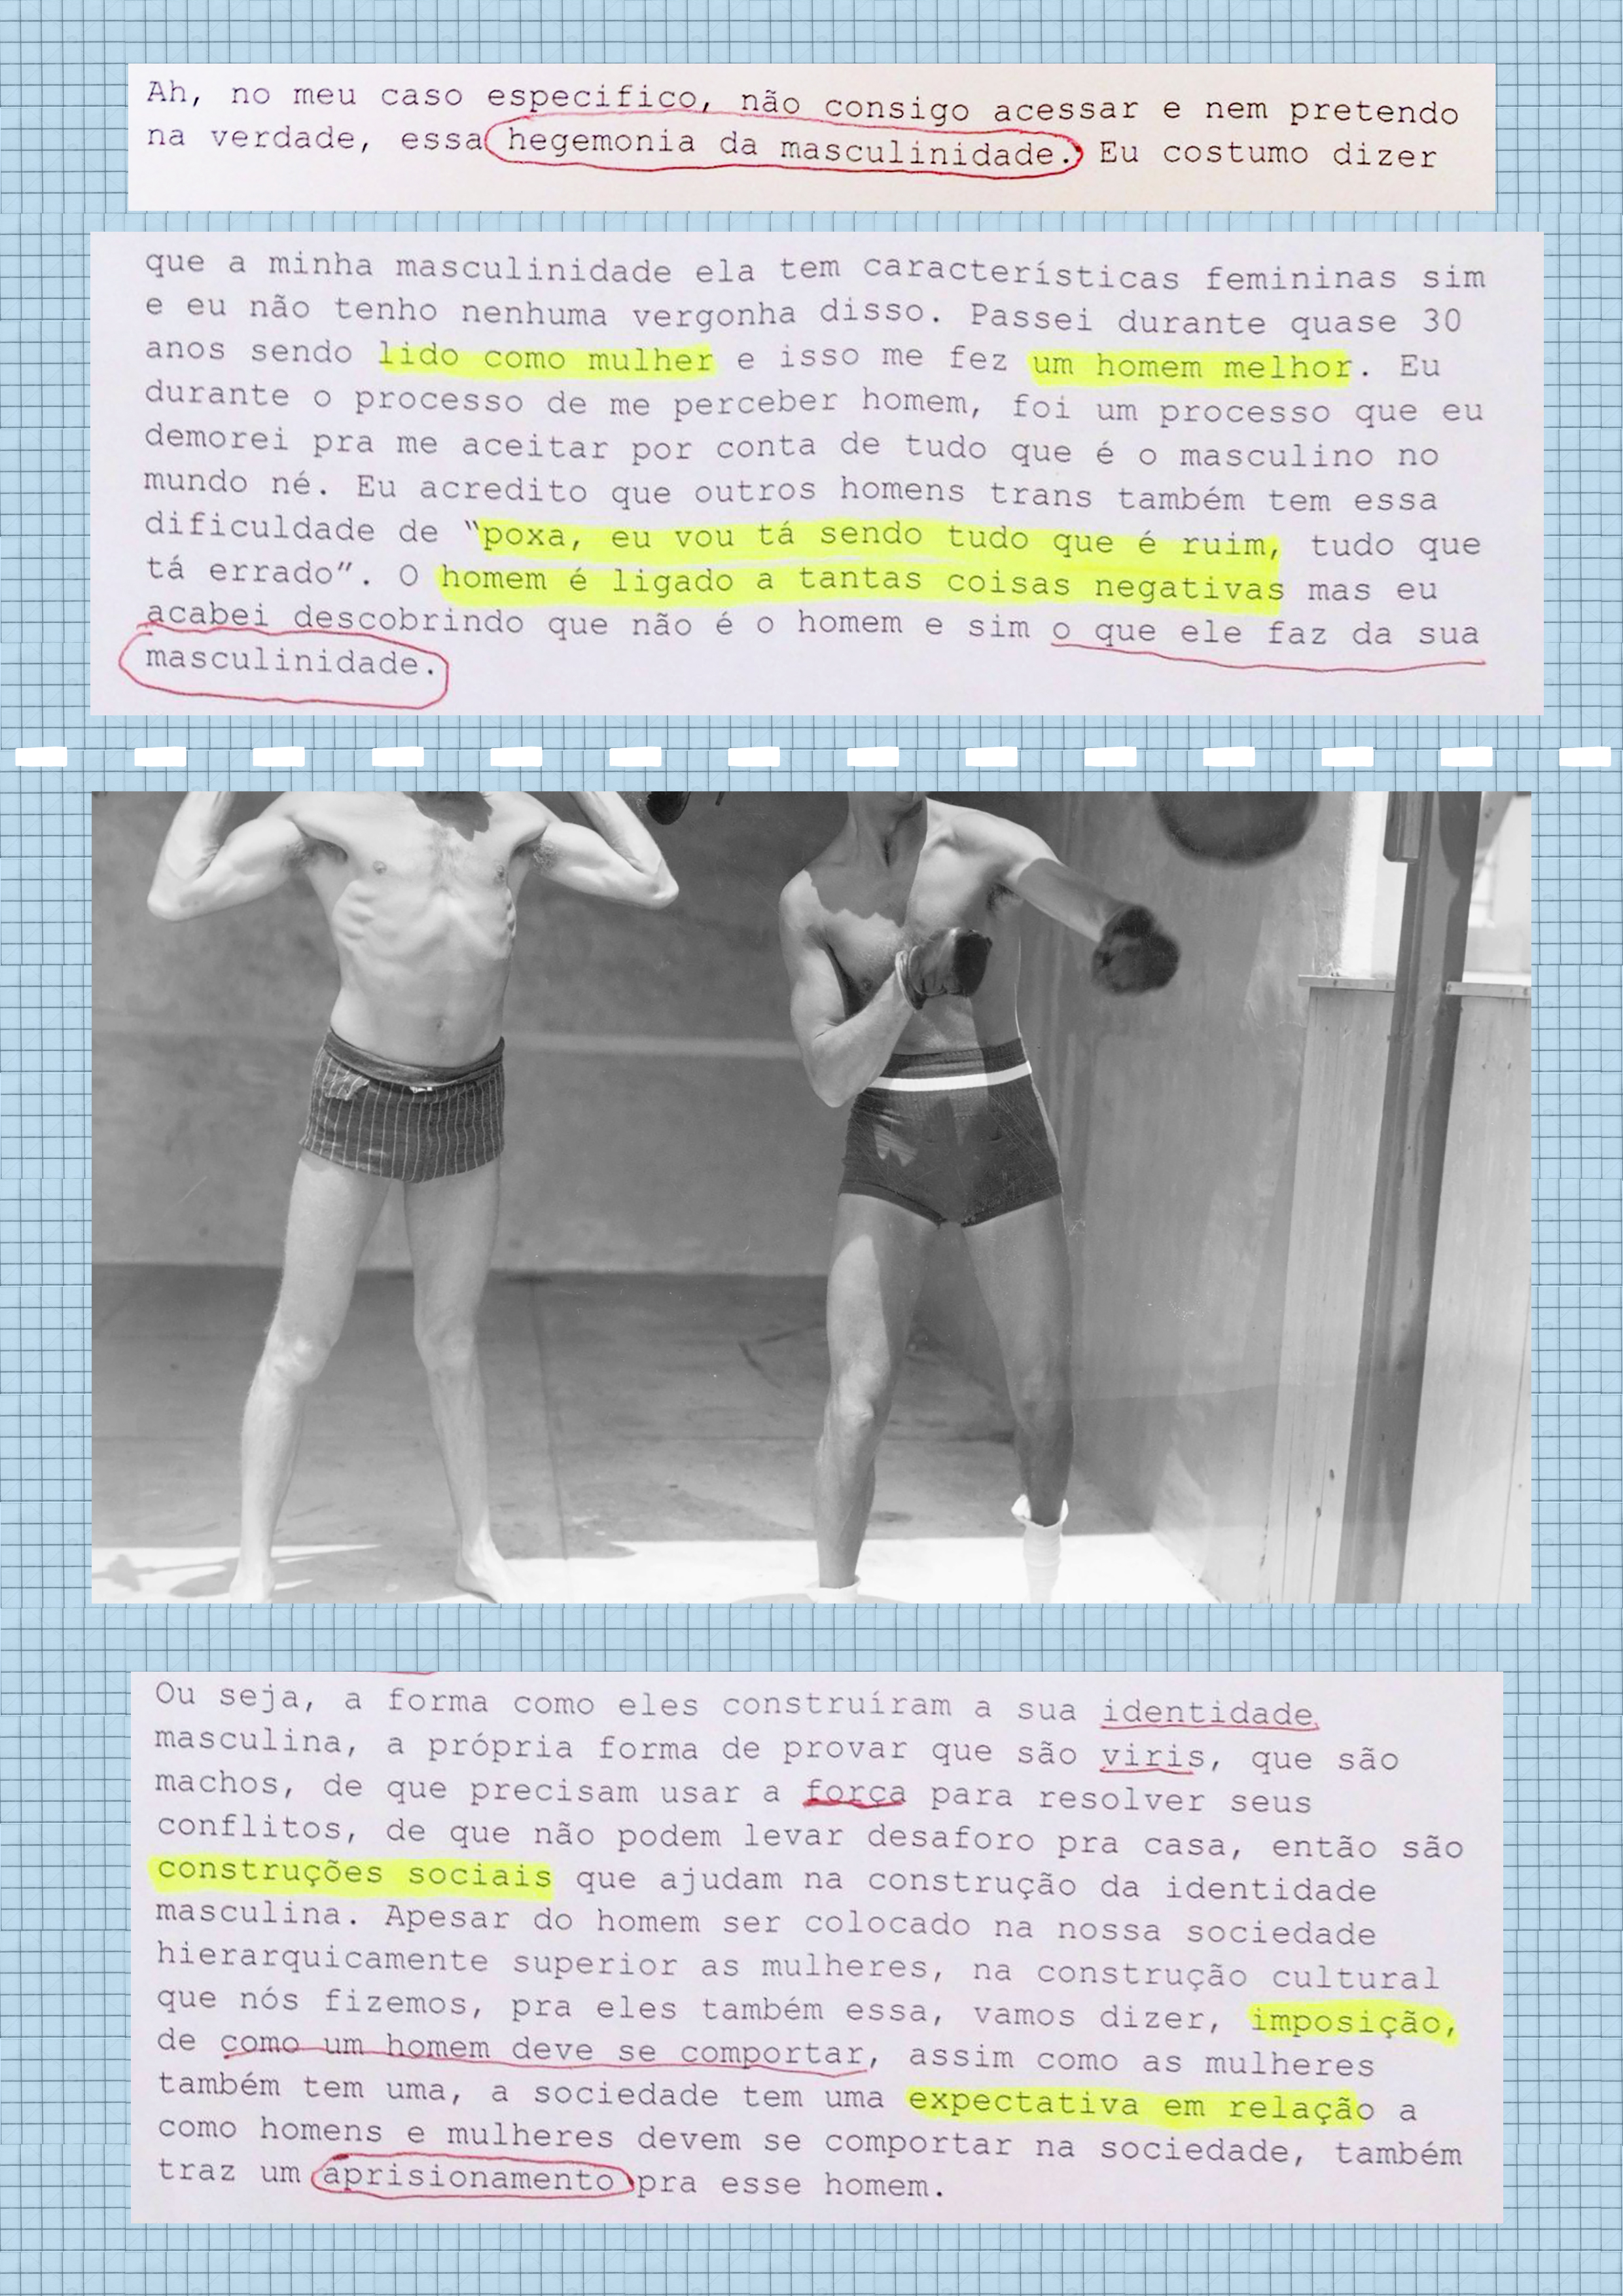 Ah, no meu caso especifico, não consigo acessar e nem pretendo
na verdade, essa hegemonia da masculinidade. Eu costumo dizer
que a minha masculinidade ela tem características femininas sim
e eu não tenho nenhuma vergonha disso. Passei durante quase 30
anos sendo lido como mulher e isso me fez um homem melhor. Eu
durante o processo de me perceber homem, foi um processo que eu
demorei pra me aceitar por conta de tudo que é o masculino no
mundo né. Eu acredito que outros homens trans também tem essa
dificuldade de "poxa, eu vou tá sendo tudo que é ruim, tudo que
tá errado". O homem é ligado a tantas coisas negativas mas eu
acabei descobrindo que não é o homem e sim o que ele faz da sua
masculinidade.
Ou seja, a forma como eles construíram a sua identidade
masculina, a própria forma de provar que são viris, que são
machos, de que precisam usar a força para resolver seus
conflitos, de que não podem levar desaforo pra casa, então são
construções sociais que ajudam na construção da identidade
masculina. Apesar do homem ser colocado na nossa sociedade
hierarquicamente superior as mulheres, na construção cultural
que nós fizemos, pra eles também essa, vamos dizer, imposição,
de como um homem deve se comportar, assim como as mulheres
também tem uma, a sociedade tem uma expectativa em relação a
como homens e mulheres devem se comportar na sociedade, também
traz um aprisionamento pra esse homem.